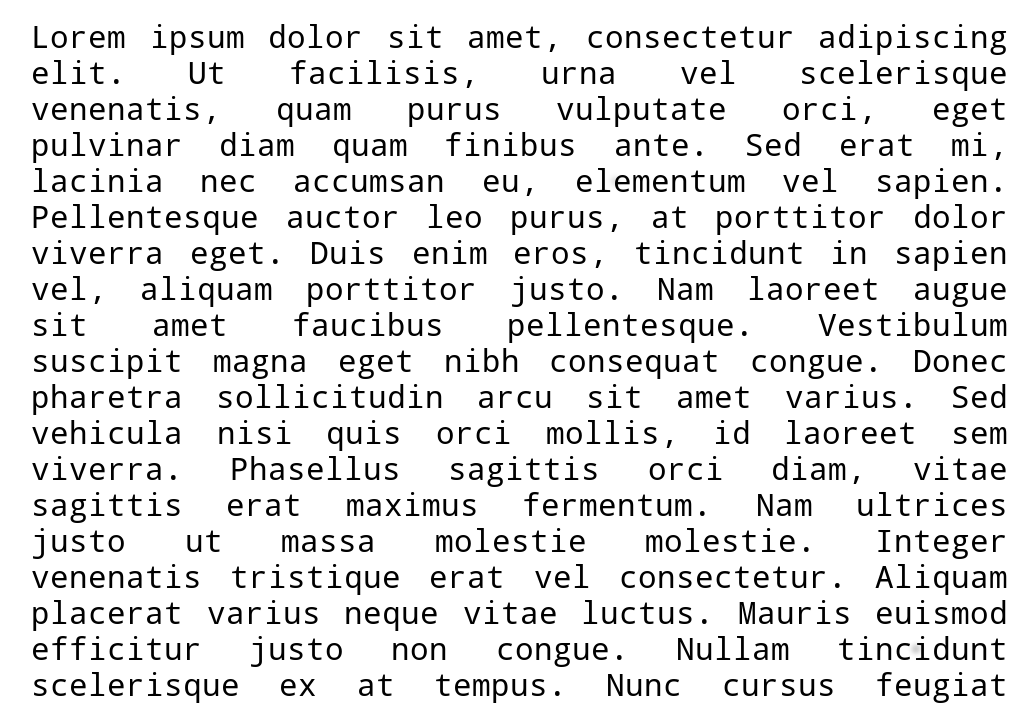 Lorem ipsum dolor sit amet, consectetur adipiscing
elit. Ut facilisis, urna vel scelerisque
venenatis, quam purus vulputate orci, eget
pulvinar diam quam finibus ante. Sed erat mi,
lacinia nec accumsan eu, elementum vel sapien.
Pellentesque auctor leo purus, at porttitor dolor
viverra eget. Duis enim eros, tincidunt in sapien
vel, aliquam porttitor justo. Nam laoreet augue
sit amet faucibus pellentesque. Vestibulum
suscipit magna eget nibh consequat congue. Donec
pharetra sollicitudin arcu sit amet varius. Sed
vehicula nisi quis orci mollis, id laoreet sem
viverra. Phasellus sagittis orci diam, vitae
sagittis erat maximus fermentum. Nam ultrices
justo ut massa molestie molestie. Integer
venenatis tristique erat vel consectetur. Aliquam
placerat varius neque vitae luctus. Mauris euismod
efficitur justo non congue. Nullam tincidunt
scelerisque ex at tempus. Nunc cursus feugiat